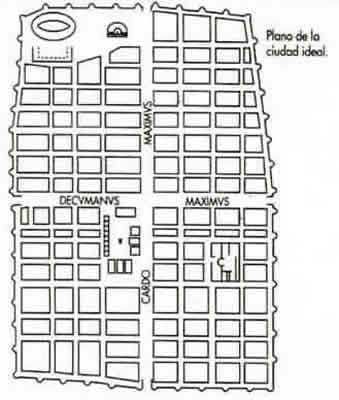 Plano de la
ciudad ideal.
MAXIMVS
DECVMANVS MAXIMVS
CARDO